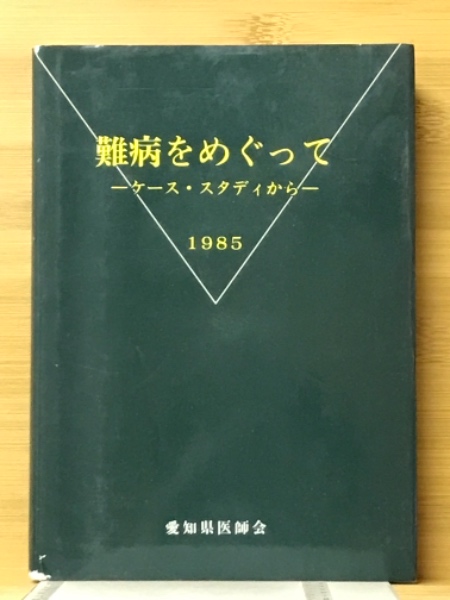 難病をめぐって
―ケース・スタディから―
1985
愛知県医師会